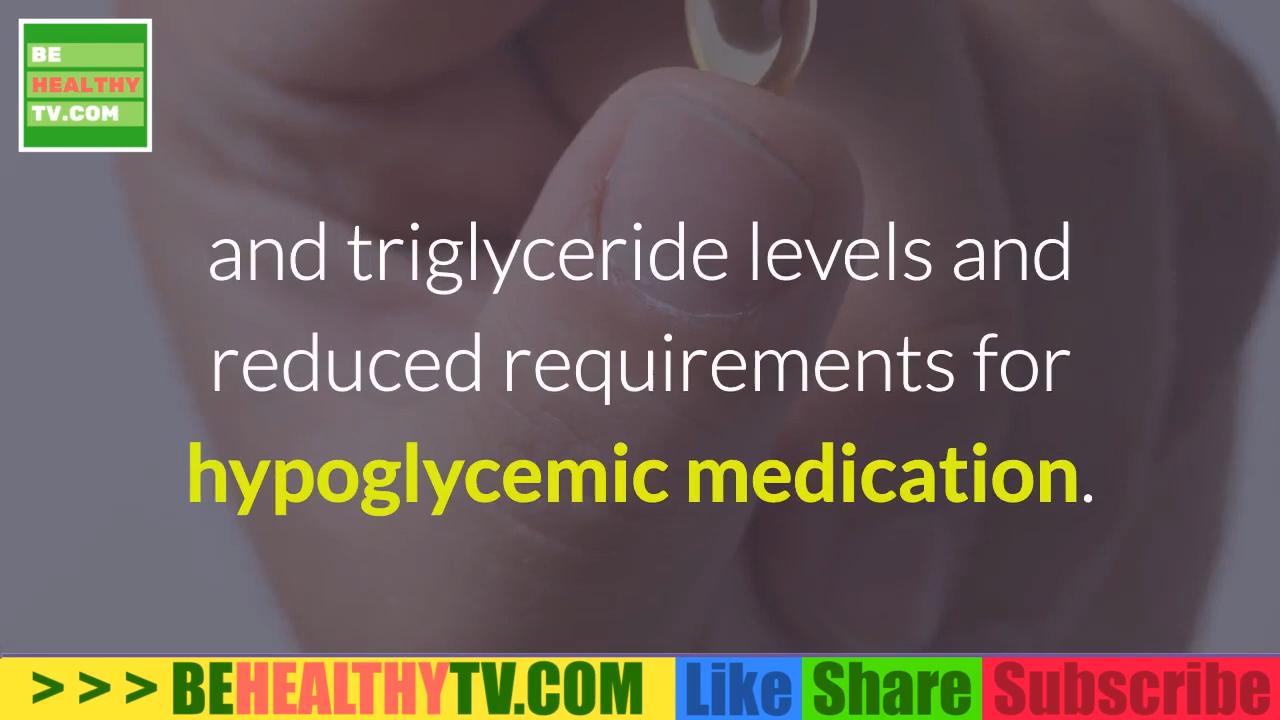 BE
HEALTHY
TV.COM
and triglyceride levels and
reduced requirements for
hypoglycemic medication.
> > > BEHEALTHYTV.COM Like Share Subscribe